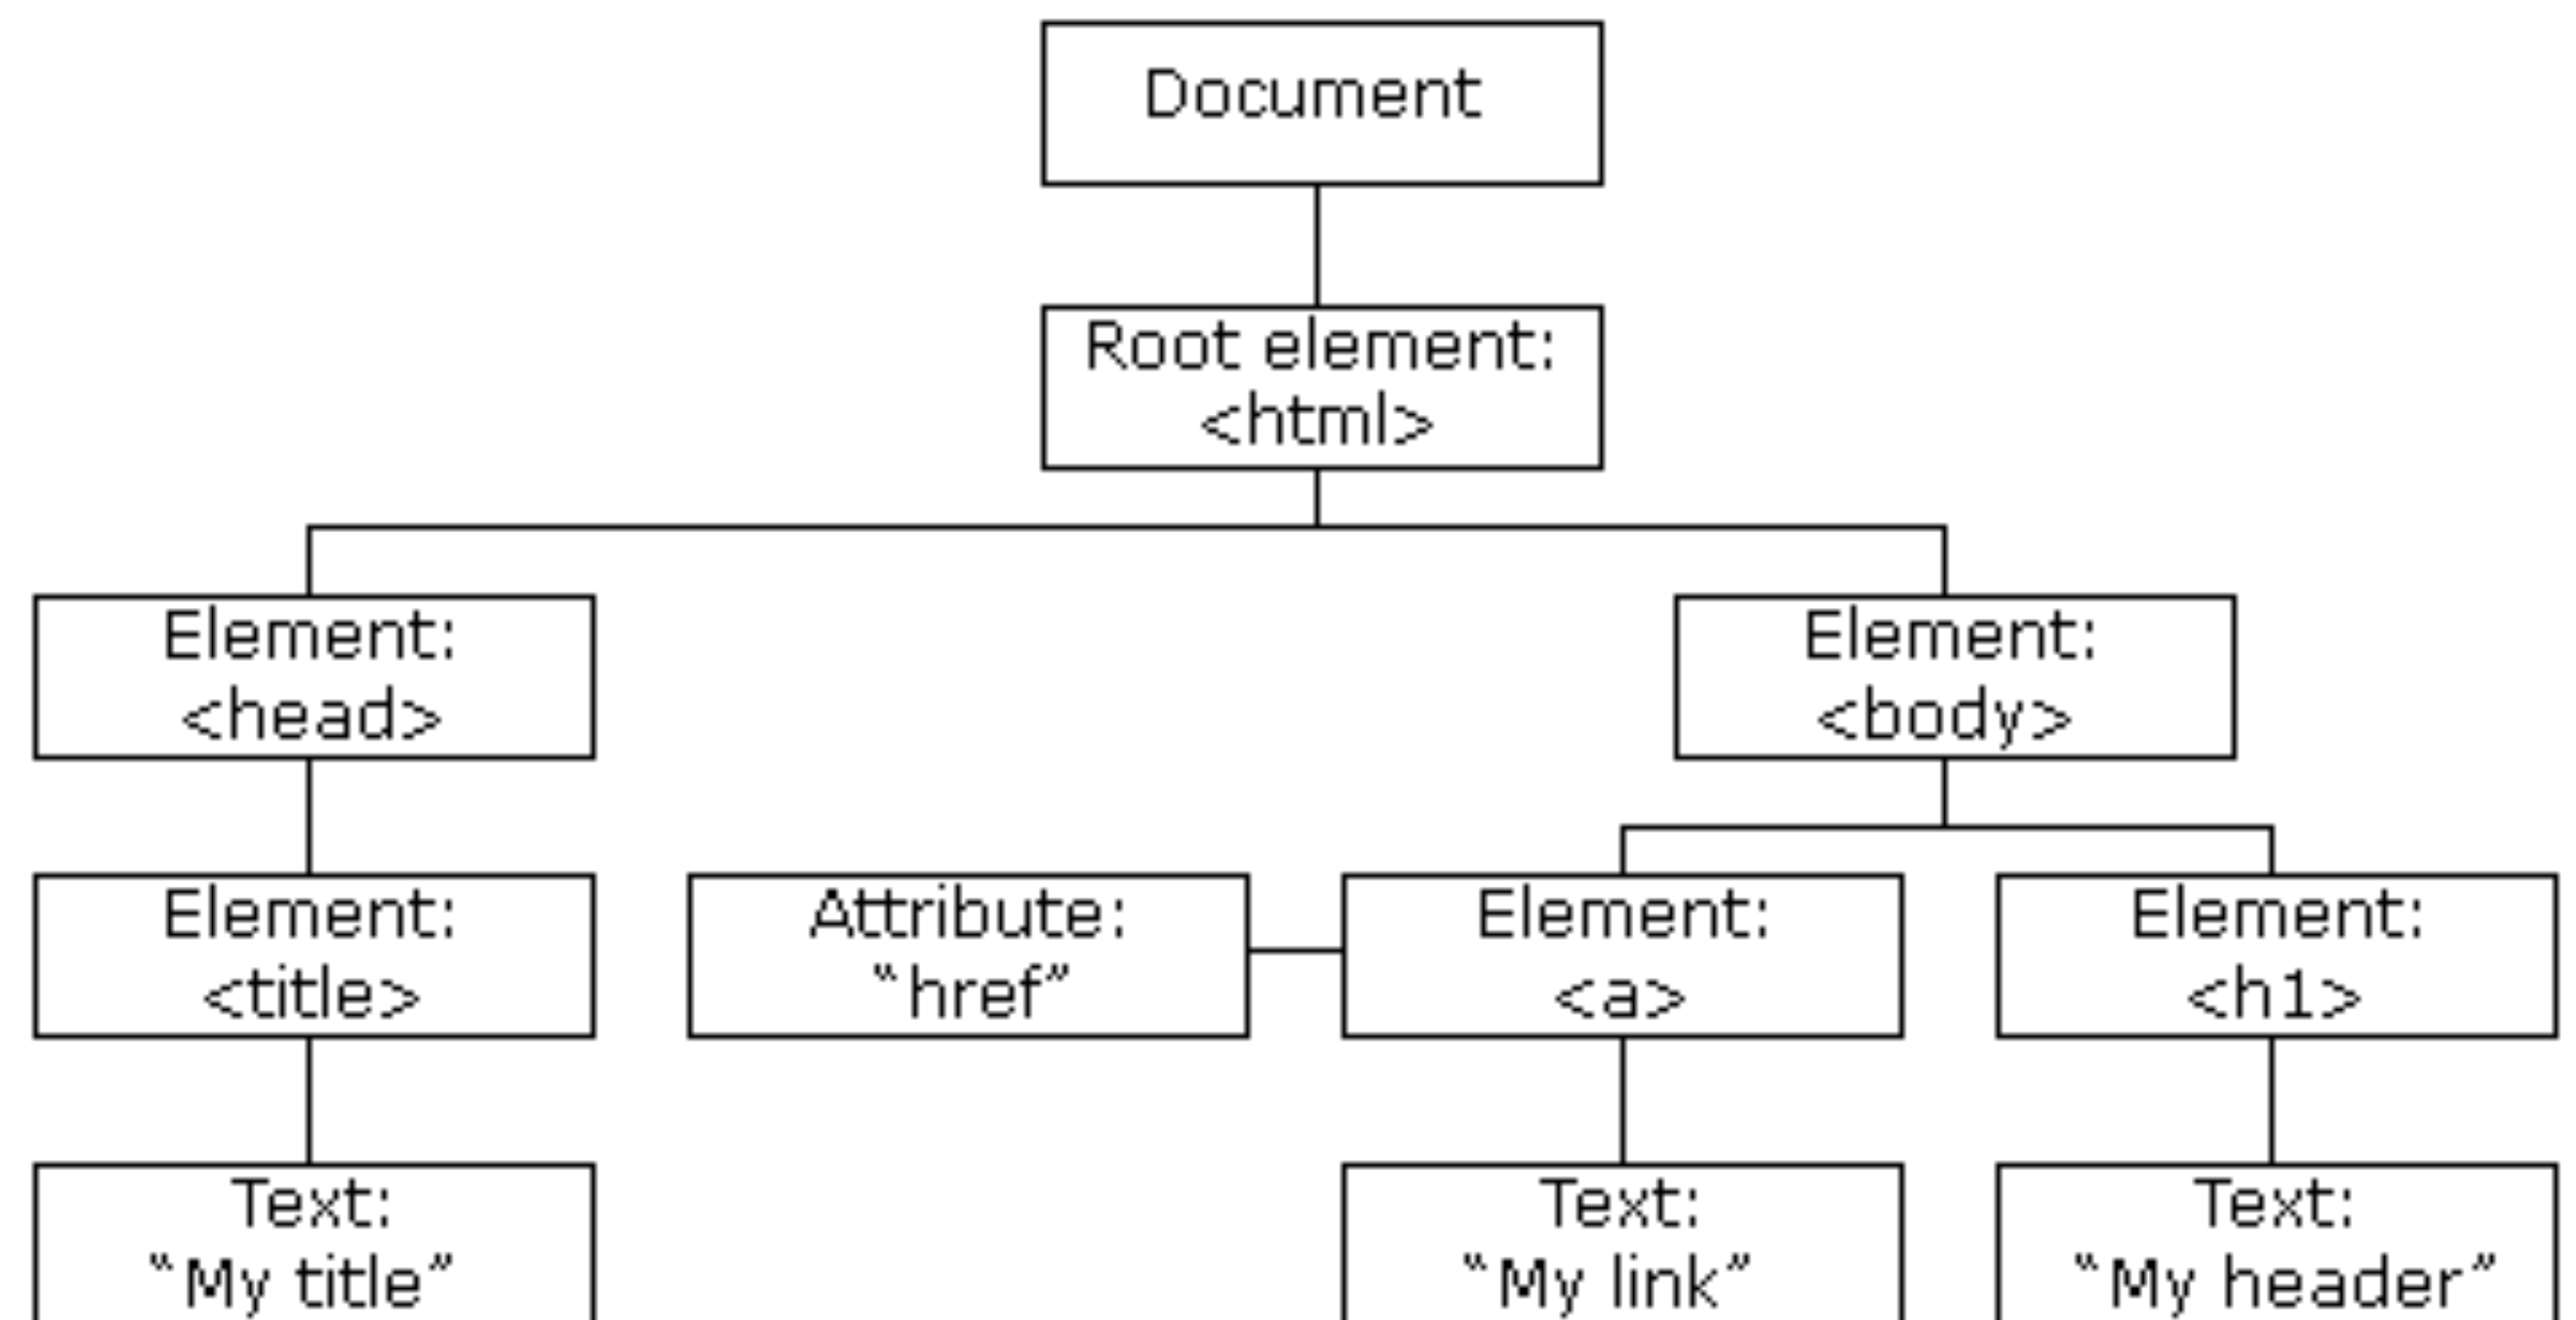 Document
Root element:
<html>
Element:
<head>
Element:
<body>
Element:
<title>
Attribute:
“href”
Element:
<a>
Element:
<h1>
Text:
“My title”
Text:
“My link”
Text:
“My header”